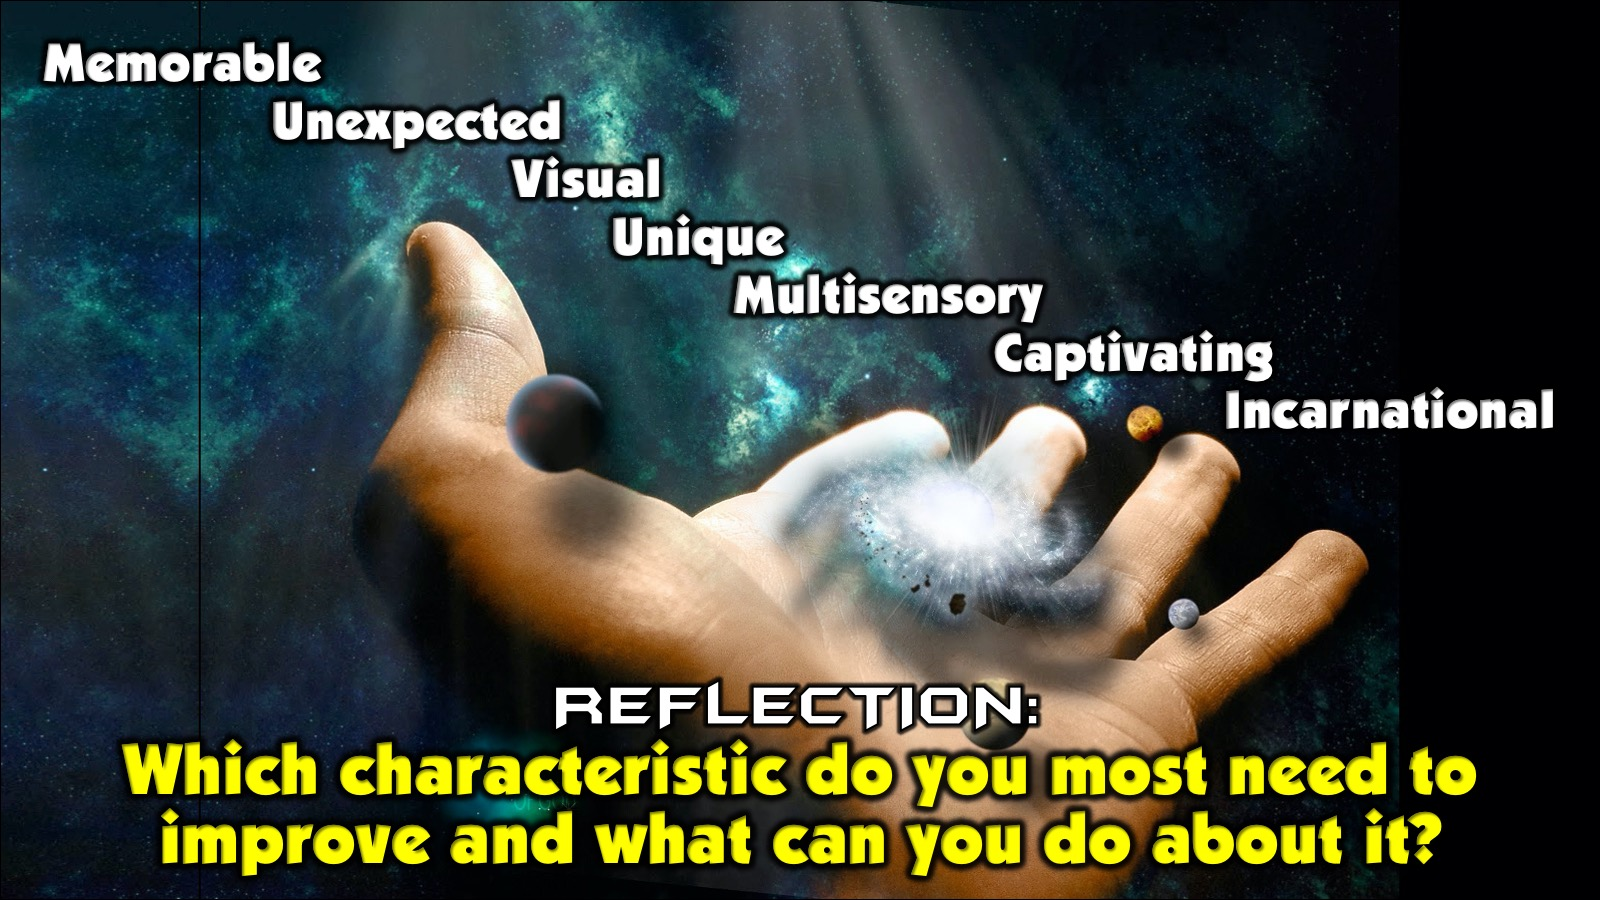 Memorable
Unexpected
Visual
Unique
Multisensory
Captivating
Incarnational
REFLECTION:
Which characteristic do you most need to
improve and what can you do about it?